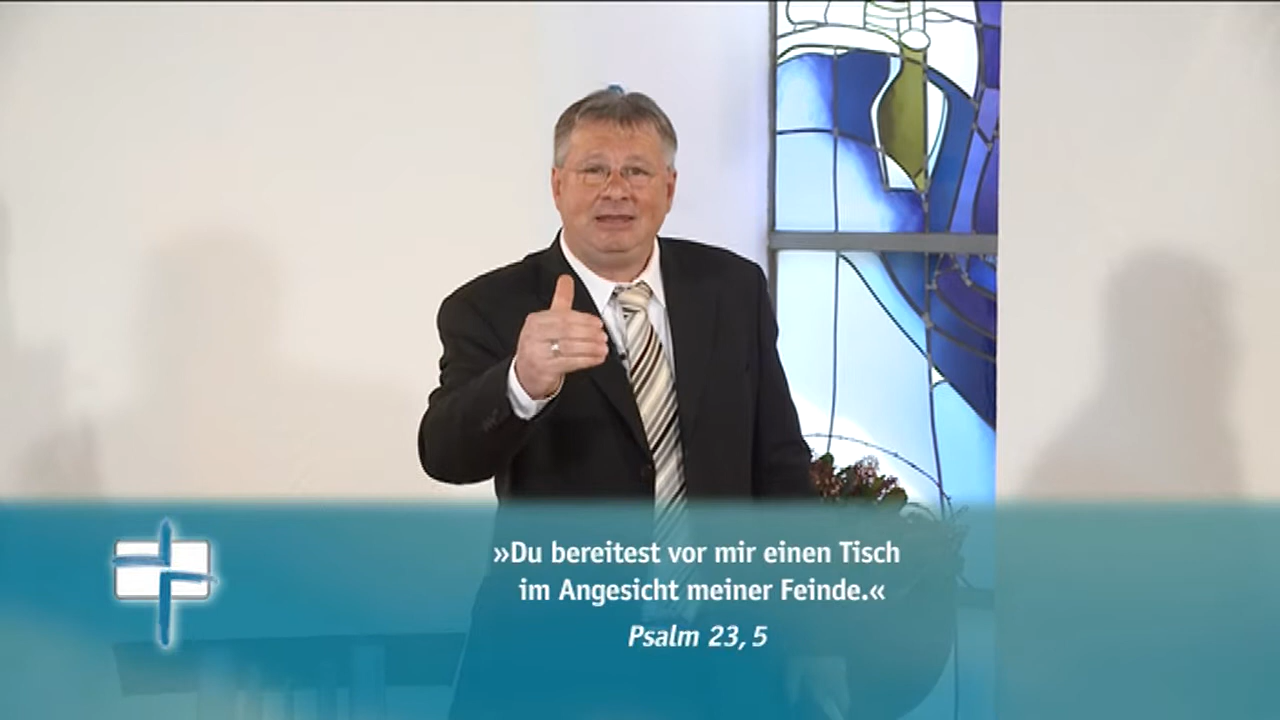 »Du bereitest vor mir einen Tisch
im Angesicht meiner Feinde.«
Psalm 23, 5